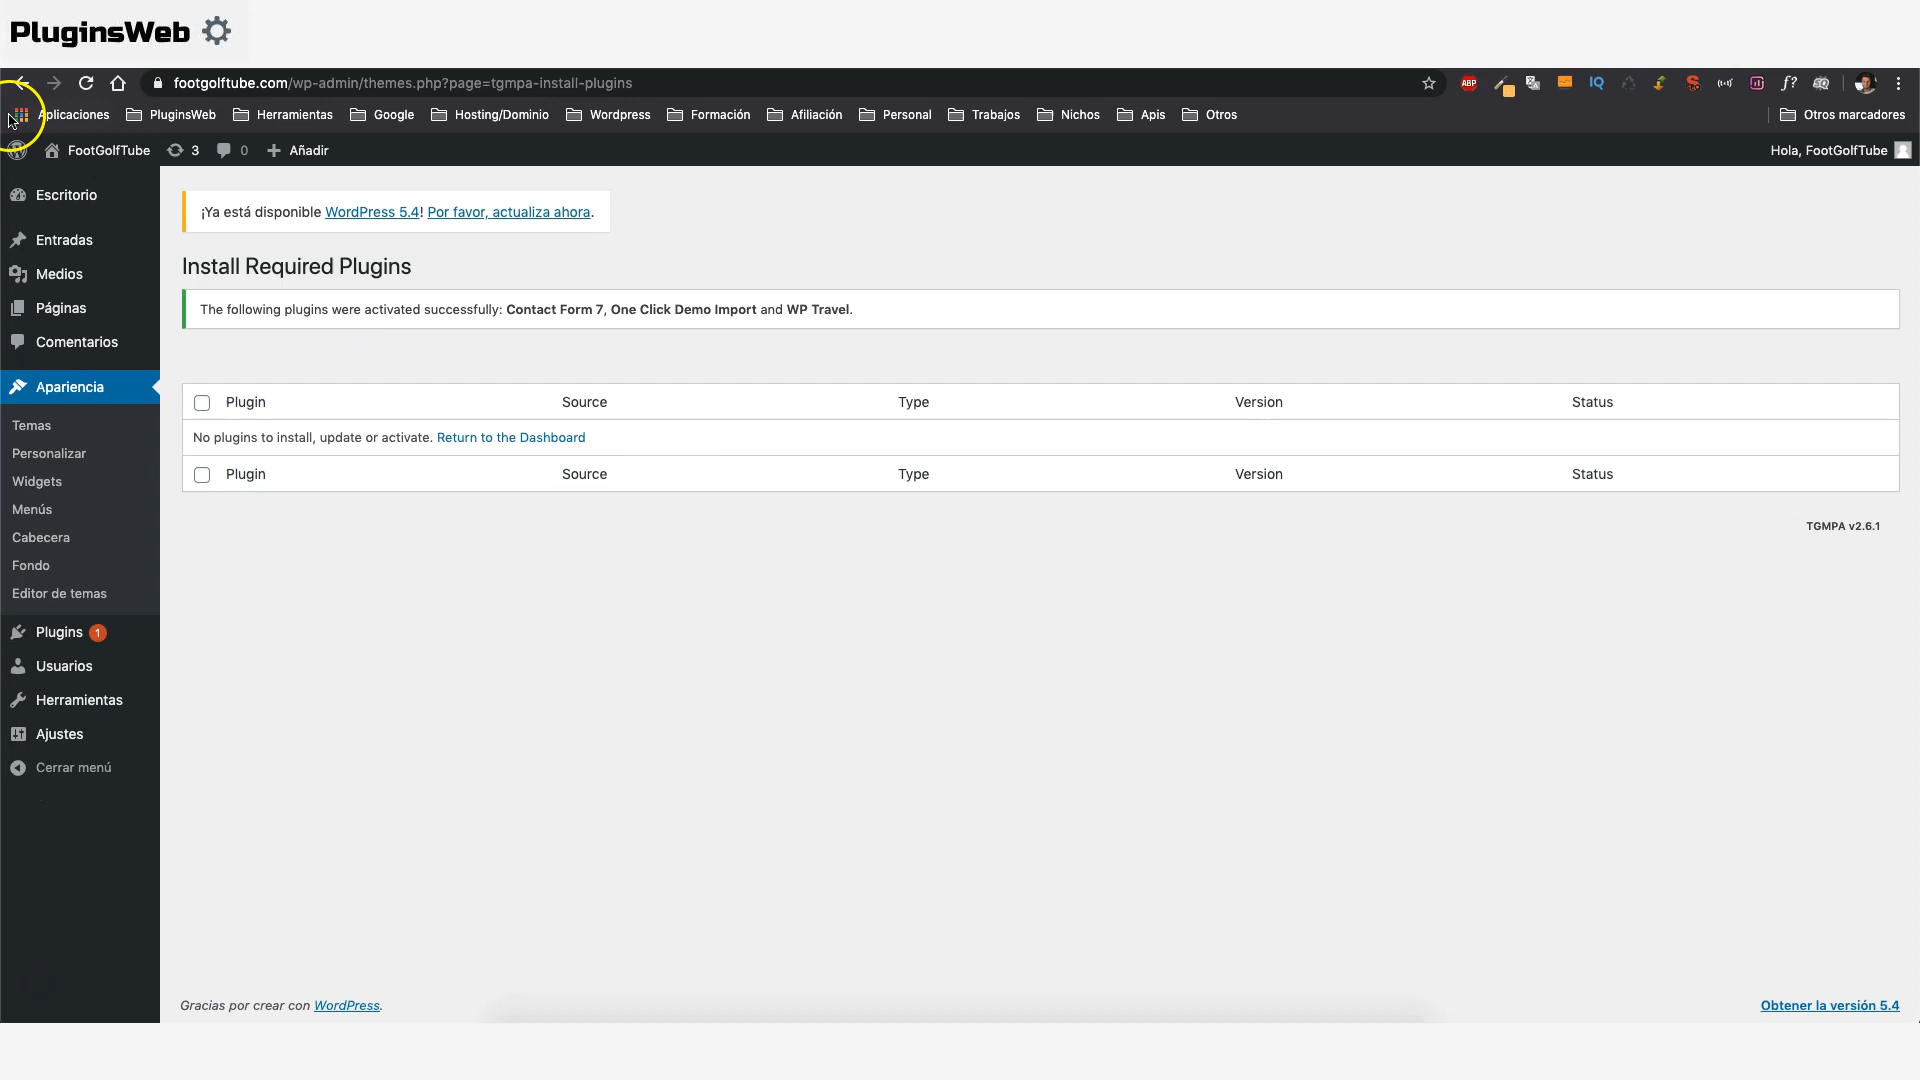 PluginsWeb
footgolftube.com/wp-admin/themes.php?page=tgmpa-install-plugins
ABP
IQ
f?
Aplicaciones PluginsWeb Herramientas Google Hosting/Dominio Wordpress Formación Afiliación Personal Trabajos Nichos Apis Otros Otros marcadores
FootGolfTube 3 0 Añadir Hola, FootGolfTube
Escritorio
Entradas
Medios
Páginas
Comentarios
Apariencia
Temas
Personalizar
Widgets
Menús
Cabecera
Fondo
Editor de temas
Plugins 1
Usuarios
Herramientas
Ajustes
Cerrar menú
¡Ya está disponible WordPress 5.4! Por favor, actualiza ahora.
Install Required Plugins
The following plugins were activated successfully: Contact Form 7, One Click Demo Import and WP Travel.
Plugin Source Type Version Status
No plugins to install, update or activate. Return to the Dashboard
Plugin Source Type Version Status
TGMPA v2.6.1
Gracias por crear con WordPress. Obtener la versión 5.4